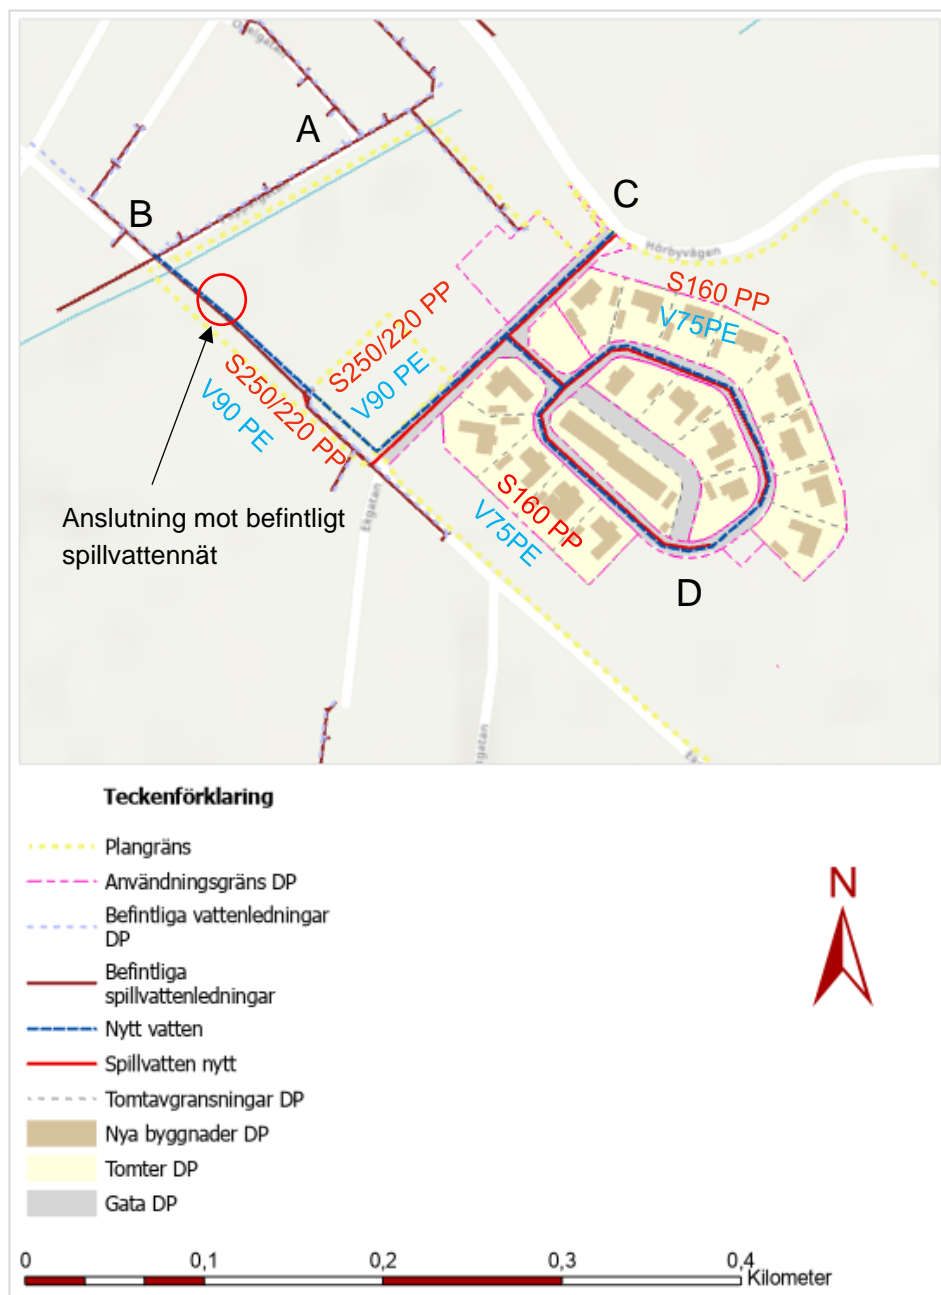 A
B
C
Hörbyvägen
S160 PP
V75PE
S250/220 PP
V90 PE
S250/220 PP
V90 PE
S160 PP
V75PE
Anslutning mot befintligt
spillvattennät
Ekgatan
D
Teckenförklaring
Plangräns
Användningsgräns DP
Befintliga vattenledningar
DP
Befintliga
spillvattenledningar
Nytt vatten
Spillvatten nytt
Tomtavgransningar DP
Nya byggnader DP
Tomter DP
Gata DP
N
0 0,1 0,2 0,3 0,4
Kilometer